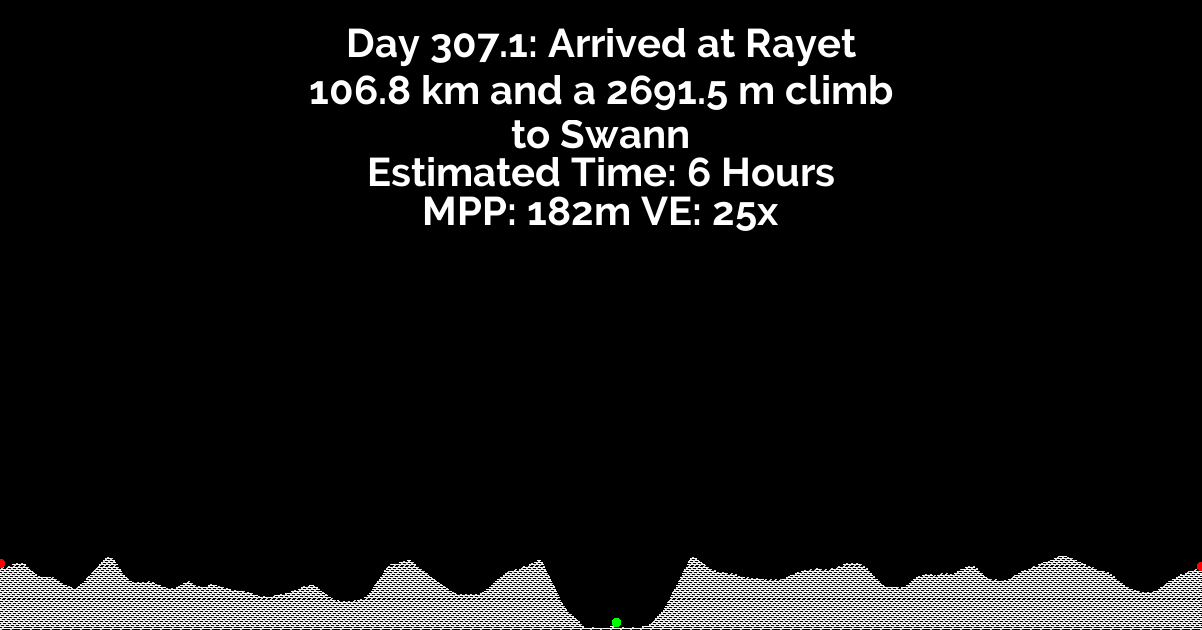 Day 307.1: Arrived at Rayet
106.8 km and a 2691.5 m climb
to Swann
Estimated Time: 6 Hours
MPP: 182m VE: 25x